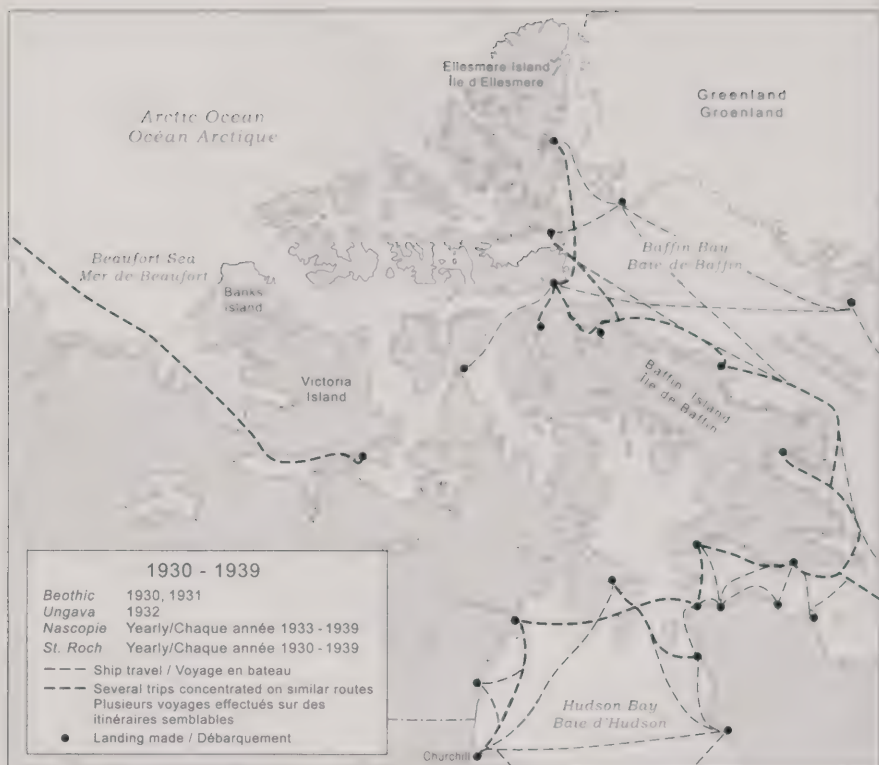 Ellesmere Island
Île d'Ellesmere
Greenland
Groenland
Arctic Ocean
Océan Arctique
Beaufort Sea
Mer de Beaufort
Banks
Island
Baffin Bay
Baie de Baffin
Victoria
Island
Baffin Island
Île de Baffin
1930 - 1939
Beothic 1930, 1931
Ungava 1932
Nascopie Yearly/Chaque année 1933 - 1939
St. Roch Yearly/Chaque année 1930 - 1939
Ship travel / Voyage en bateau
Several trips concentrated on similar routes
Plusieurs voyages effectués sur des
itinéraires semblables
Landing made / Débarquement
Hudson Bay
Baie d'Hudson
Churchill